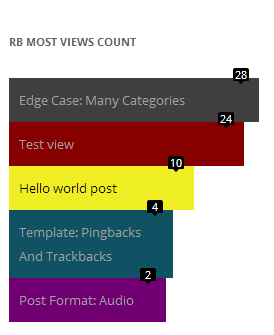 RB MOST VIEWS COUNT
28
Edge Case: Many Categories
24
Test view
10
Hello world post
4
Template: Pingbacks
And Trackbacks
2
Post Format: Audio